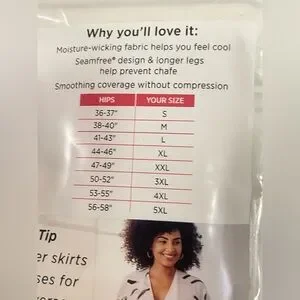 Why you'll love it:
Moisture-wicking fabric helps you feel cool
Seamfree® design & longer legs
help prevent chafe
Smoothing coverage without compression
HIPS YOUR SIZE
36-37" S
38-40" M
41-43" L
44-46" XL
47-49" XXL
50-52" 3XL
53-55" 4XL
56-58" 5XL
Tip
er skirts
ses for